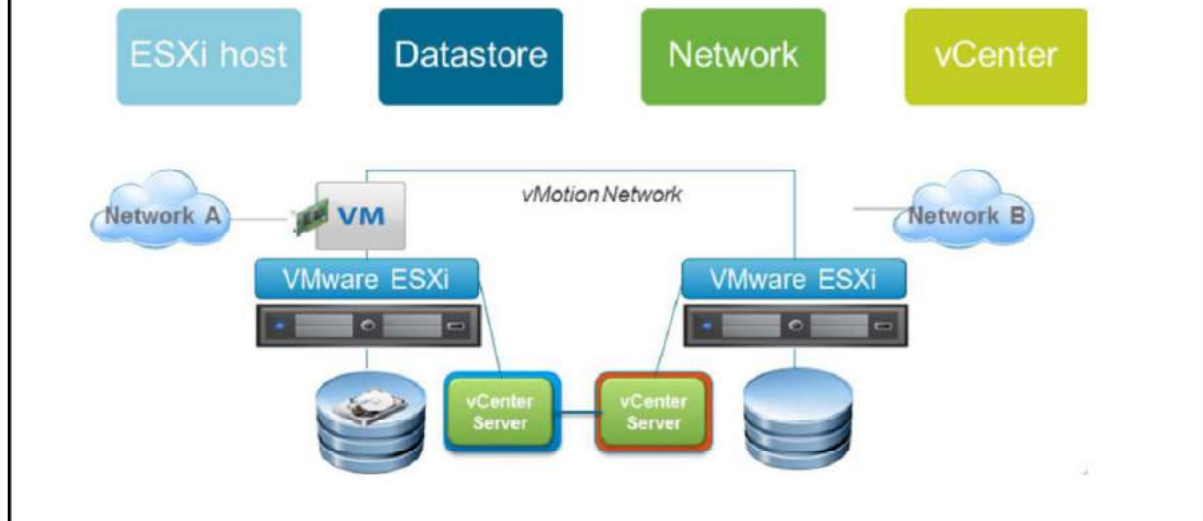 ESXi host
Datastore
Network
vCenter
vMotion Network
Network A
VM
Network B
VMware ESXi
VMware ESXi
vCenter
Server
vCenter
Server